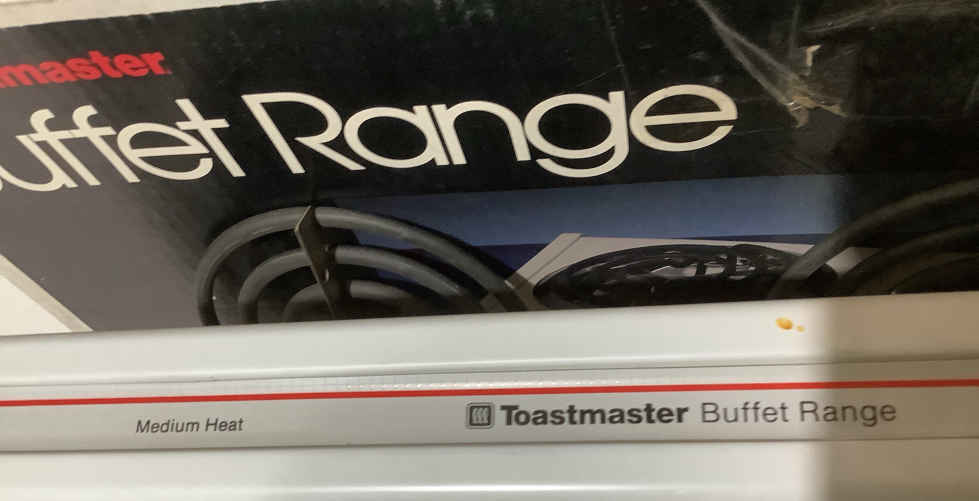 master
uffet Range
Medium Heat
Toastmaster Buffet Range